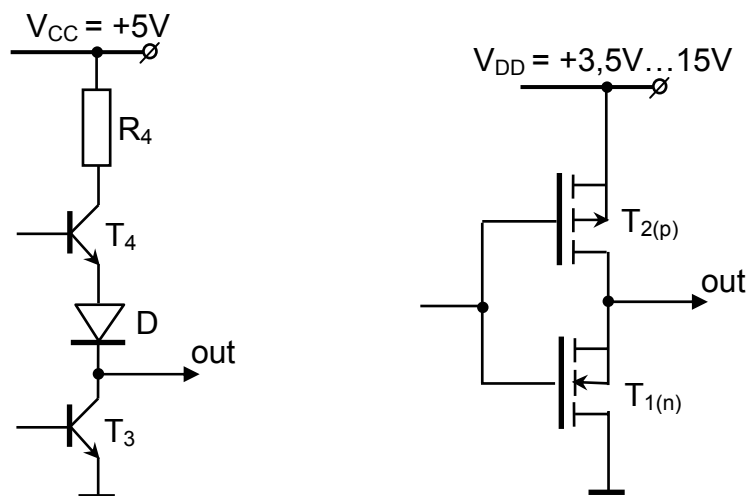 V_CC = +5V
R_4
T_4
D
out
T_3
V_DD = +3,5V…15V
T_2(p)
out
T_1(n)